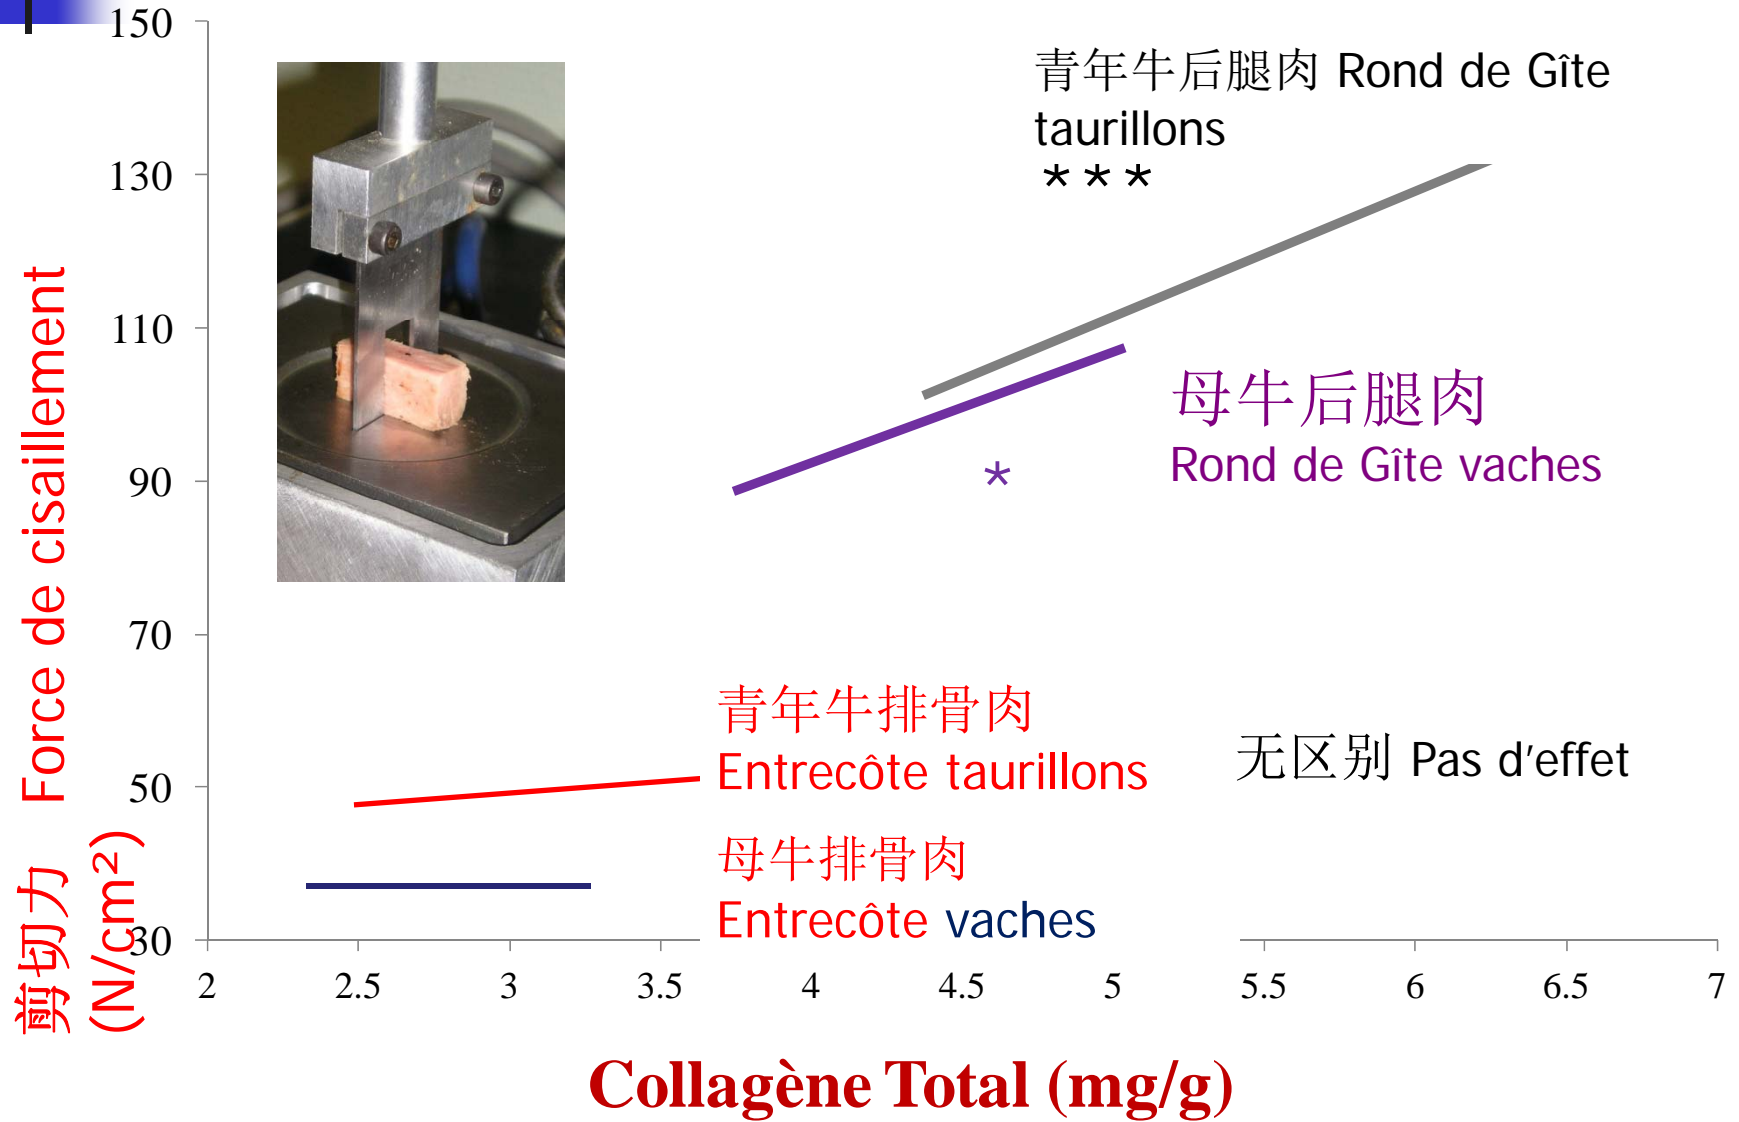 150
130
110
90
70
50
30
剪切力 Force de cisaillement
(N/cm²)
青年牛后腿肉 Rond de Gîte
taurillons
***
母牛后腿肉
Rond de Gîte vaches
*
青年牛排骨肉
Entrecôte taurillons
无区别 Pas d’effet
母牛排骨肉
Entrecôte vaches
2 2.5 3 3.5 4 4.5 5 5.5 6 6.5 7
Collagène Total (mg/g)